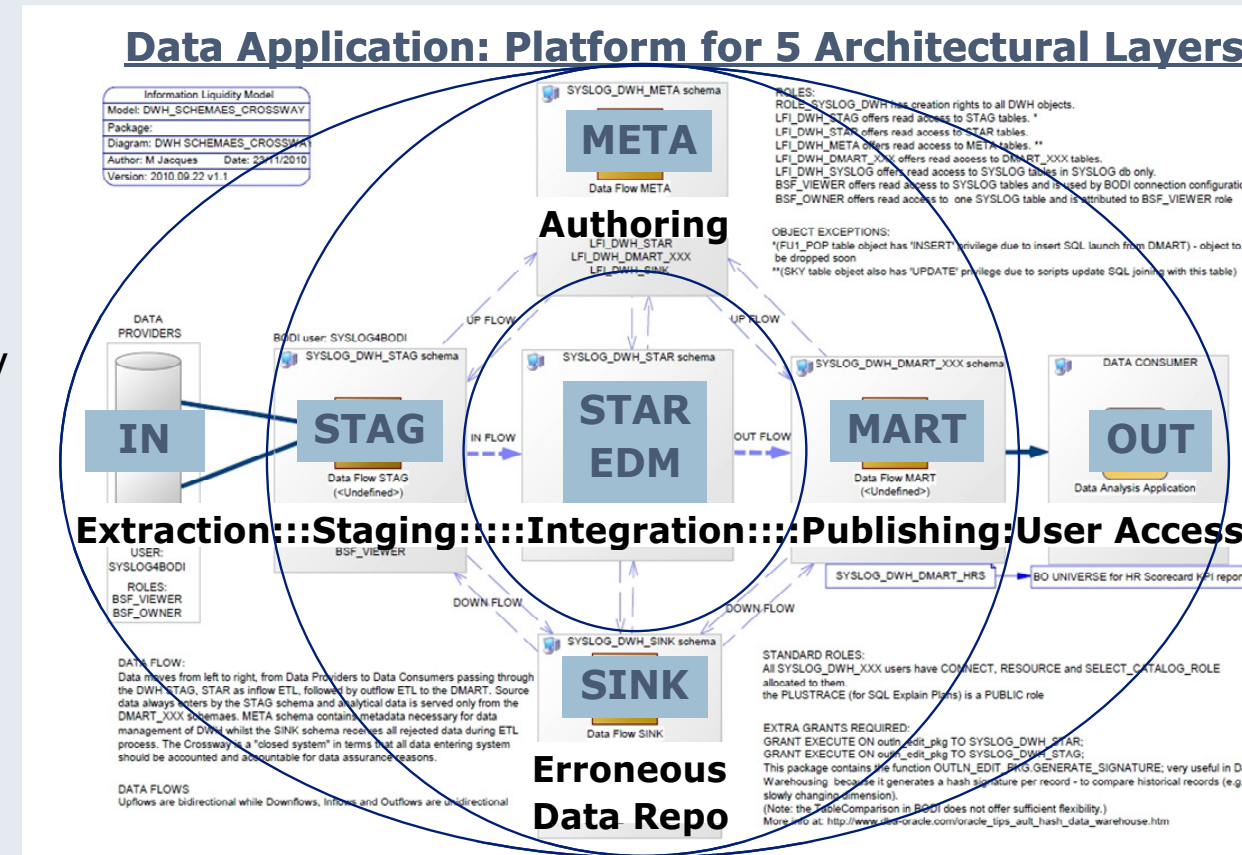 Data Application: Platform for 5 Architectural Layers
Information Liquidity Model
Model: DWH_SCHEMAES_CROSSWAY
Package:
Diagram: DWH SCHEMAES_CROSSWAY
Author: M Jacques Date: 23/11/2010
Version: 2010.09.22 v1.1
SYSLOG_DWH_META schema
META
Data Flow META
Authoring
LFI_DWH_STAR
LFI_DWH_DMART_XXX
LFI_DWH_SINK
ROLES:
ROLE_SYSLOG_DWH has creation rights to all DWH objects.
LFI_DWH_STAG offers read access to STAG tables. *
LFI_DWH_STAR offers read access to STAR tables.
LFI_DWH_META offers read access to META tables. **
LFI_DWH_DMART_XXX offers read access to DMART_XXX tables.
LFI_DWH_SYSLOG offers read access to SYSLOG tables in SYSLOG db only.
BSF_VIEWER offers read access to SYSLOG tables and is used by BODI connection configuratio
BSF_OWNER offers read access to one SYSLOG table and is attributed to BSF_VIEWER role
OBJECT EXCEPTIONS:
*(FU1_POP table object has 'INSERT' privilege due to insert SQL launch from DMART) - object to
be dropped soon
**(SKY table object also has 'UPDATE' privilege due to scripts update SQL joining with this table)
UP FLOW
UP FLOW
DATA
PROVIDERS
y
IN
BODI user: SYSLOG4BODI
SYSLOG_DWH_STAG schema
STAG
Data Flow STAG
(<Undefined>)
IN FLOW
SYSLOG_DWH_STAR schema
STAR
EDM
OUT FLOW
SYSLOG_DWH_DMART_XXX schema
MART
Data Flow MART
(<Undefined>)
DATA CONSUMER
OUT
Data Analysis Application
Extraction:::Staging:::::Integration::::Publishing:User Access
USER:
SYSLOG4BODI
ROLES:
BSF_VIEWER
BSF_OWNER
BSF_VIEWER
SYSLOG_DWH_DMART_HRS
BO UNIVERSE for HR Scorecard KPI repor
DOWN FLOW
DOWN FLOW
SYSLOG_DWH_SINK schema
SINK
Data Flow SINK
Erroneous
Data Repo
DATA FLOW:
Data moves from left to right, from Data Providers to Data Consumers passing through
the DWH STAG, STAR as inflow ETL, followed by outflow ETL to the DMART. Source
data always enters by the STAG schema and analytical data is served only from the
DMART_XXX schemaes. META schema contains metadata necessary for data
management of DWH whilst the SINK schema receives all rejected data during ETL
process. The Crossway is a "closed system" in terms that all data entering system
should be accounted and accountable for data assurance reasons.
DATA FLOWS
Upflows are bidirectional while Downflows, Inflows and Outflows are unidirectional
STANDARD ROLES:
All SYSLOG_DWH_XXX users have CONNECT, RESOURCE and SELECT_CATALOG_ROLE
allocated to them.
the PLUSTRACE (for SQL Explain Plans) is a PUBLIC role
EXTRA GRANTS REQUIRED:
GRANT EXECUTE ON outln_edit_pkg TO SYSLOG_DWH_STAR;
GRANT EXECUTE ON outln_edit_pkg TO SYSLOG_DWH_STAG;
This package contains the function OUTLN_EDIT_PKG.GENERATE_SIGNATURE; very useful in D
Warehousing because it generates a hash signature per record - to compare historical records (e.g.
slowly changing dimension).
(Note: the TableComparison in BODI does not offer sufficient flexibility.)
More info at: http://www.dba-oracle.com/oracle_tips_ault_hash_data_warehouse.htm